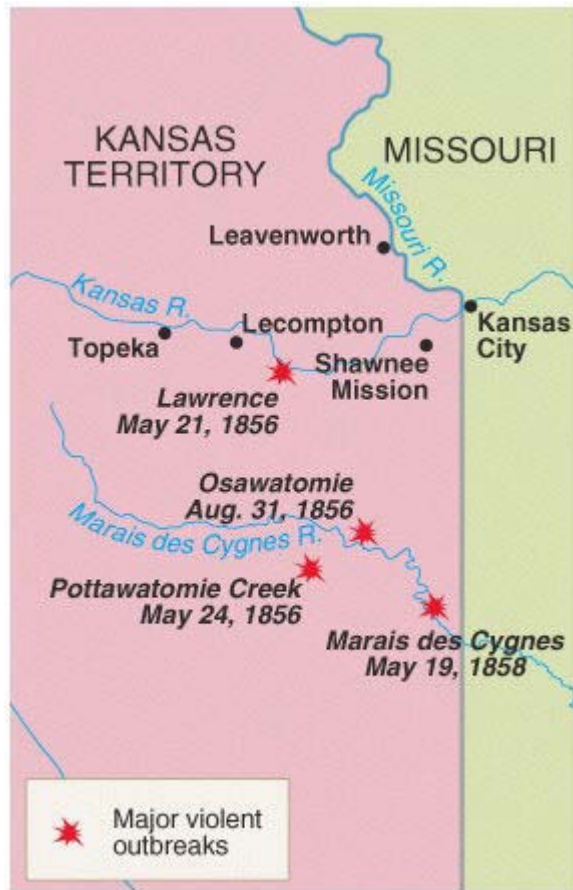 KANSAS
TERRITORY
MISSOURI
Missouri R.
Leavenworth
Kansas R.
Topeka
Lecompton
Shawnee
Mission
Kansas
City
Lawrence
May 21, 1856
Osawatomie
Aug. 31, 1856
Marais des Cygnes R.
Pottawatomie Creek
May 24, 1856
Marais des Cygnes
May 19, 1858
Major violent
outbreaks